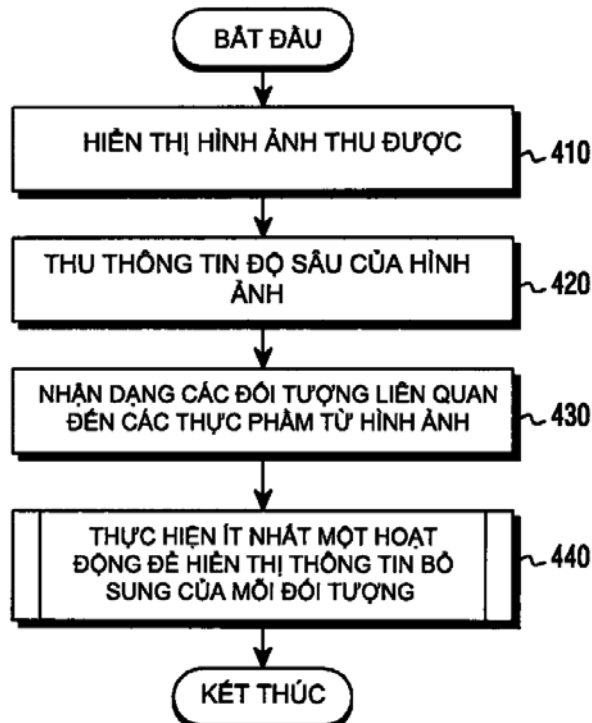 BẮT ĐẦU
HIỂN THỊ HÌNH ẢNH THU ĐƯỢC
410
THU THÔNG TIN ĐỘ SÂU CỦA HÌNH
ẢNH
420
NHẬN DẠNG CÁC ĐỐI TƯỢNG LIÊN QUAN
ĐẾN CÁC THỰC PHẨM TỪ HÌNH ẢNH
430
THỰC HIỆN ÍT NHẤT MỘT HOẠT
ĐỘNG ĐỂ HIỂN THỊ THÔNG TIN BỔ
SUNG CỦA MỖI ĐỐI TƯỢNG
440
KẾT THÚC